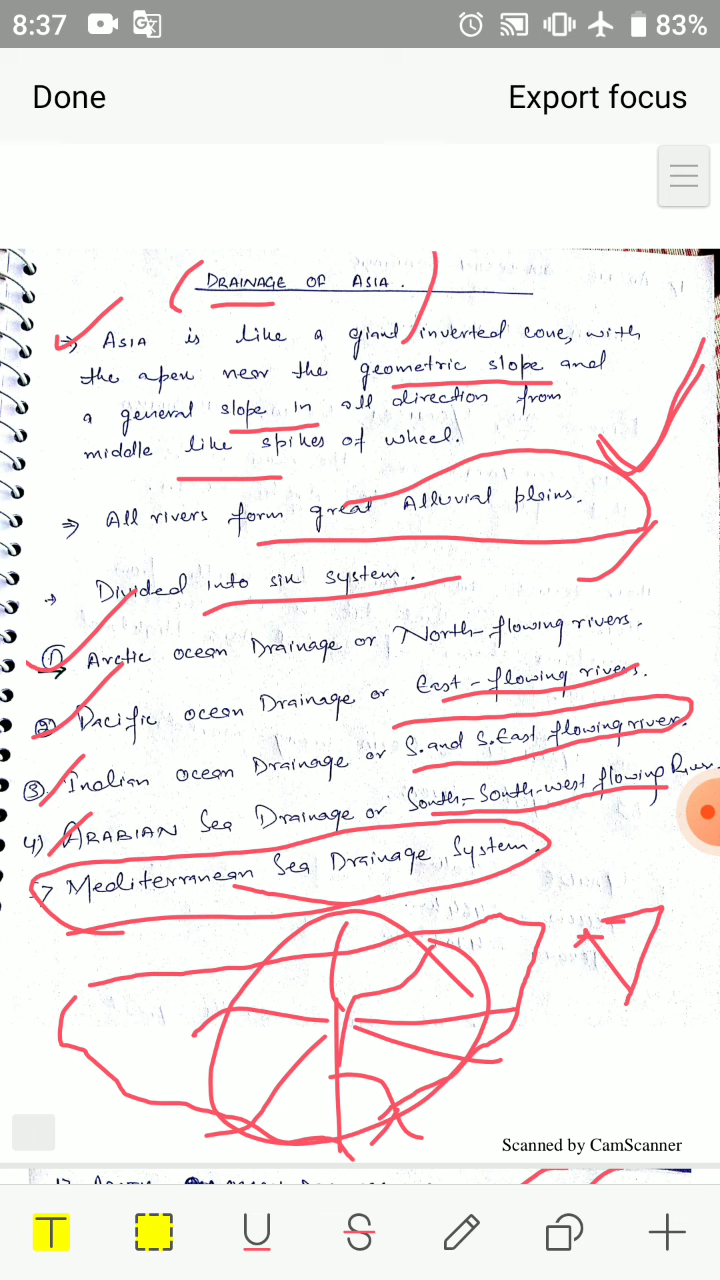 8:37 83%
Done Export focus
DRAINAGE OF ASIA.
⇒ ASIA is like a giant inverted cone, with
the apex near the geometric slope and
a general slope in all direction from
middle like spikes of wheel.
⇒ All rivers form great Alluvial plains.
→ Divided into six system.
① Arctic ocean Drainage or North-flowing rivers.
② Pacific ocean Drainage or East-flowing rivers.
③ Indian ocean Drainage or S. and S.East flowing river.
4) ARABIAN Sea Drainage or South-South-west flowing River.
Mediterranean Sea Drainage System.
Scanned by CamScanner
T U S